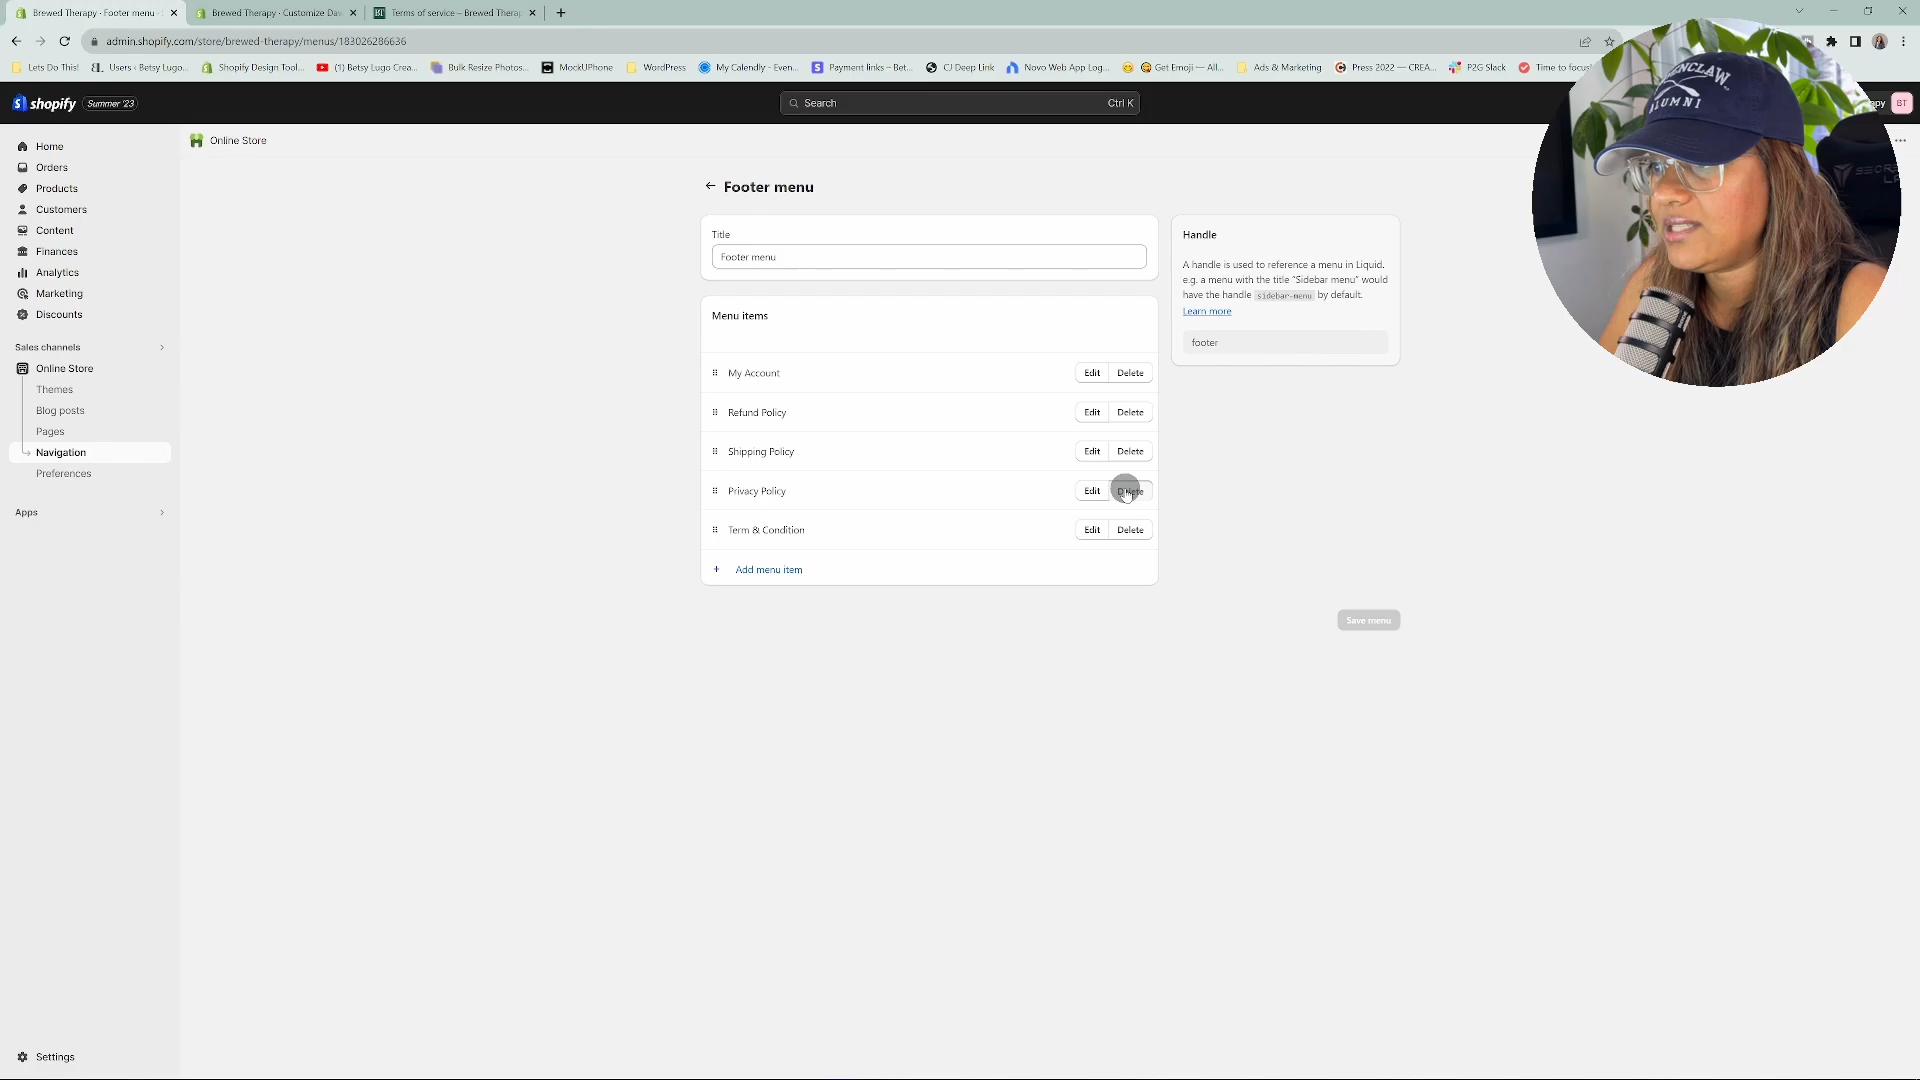 Brewed Therapy · Footer menu ·
Brewed Therapy · Customize Daw
Terms of service – Brewed Therap
admin.shopify.com/store/brewed-therapy/menus/183026286636
Lets Do This!
Users ‹ Betsy Lugo...
Shopify Design Tool...
(1) Betsy Lugo Crea...
Bulk Resize Photos...
MockUPhone
WordPress
My Calendly - Even...
Payment links – Bet...
CJ Deep Link
Novo Web App Log...
Get Emoji — All...
Ads & Marketing
Press 2022 — CREA...
P2G Slack
Time to focus!
shopify
Summer '23
Search
Ctrl K
BT
Online Store
Home
Orders
Products
Customers
Content
Finances
Analytics
Marketing
Discounts
Sales channels
Online Store
Themes
Blog posts
Pages
Navigation
Preferences
Apps
Settings
Footer menu
Title
Footer menu
Menu items
My Account
Edit
Delete
Refund Policy
Edit
Delete
Shipping Policy
Edit
Delete
Privacy Policy
Edit
Delete
Term & Condition
Edit
Delete
+ Add menu item
Handle
A handle is used to reference a menu in Liquid.
e.g. a menu with the title “Sidebar menu” would
have the handle sidebar-menu by default.
Learn more
footer
Save menu
ALUMNI